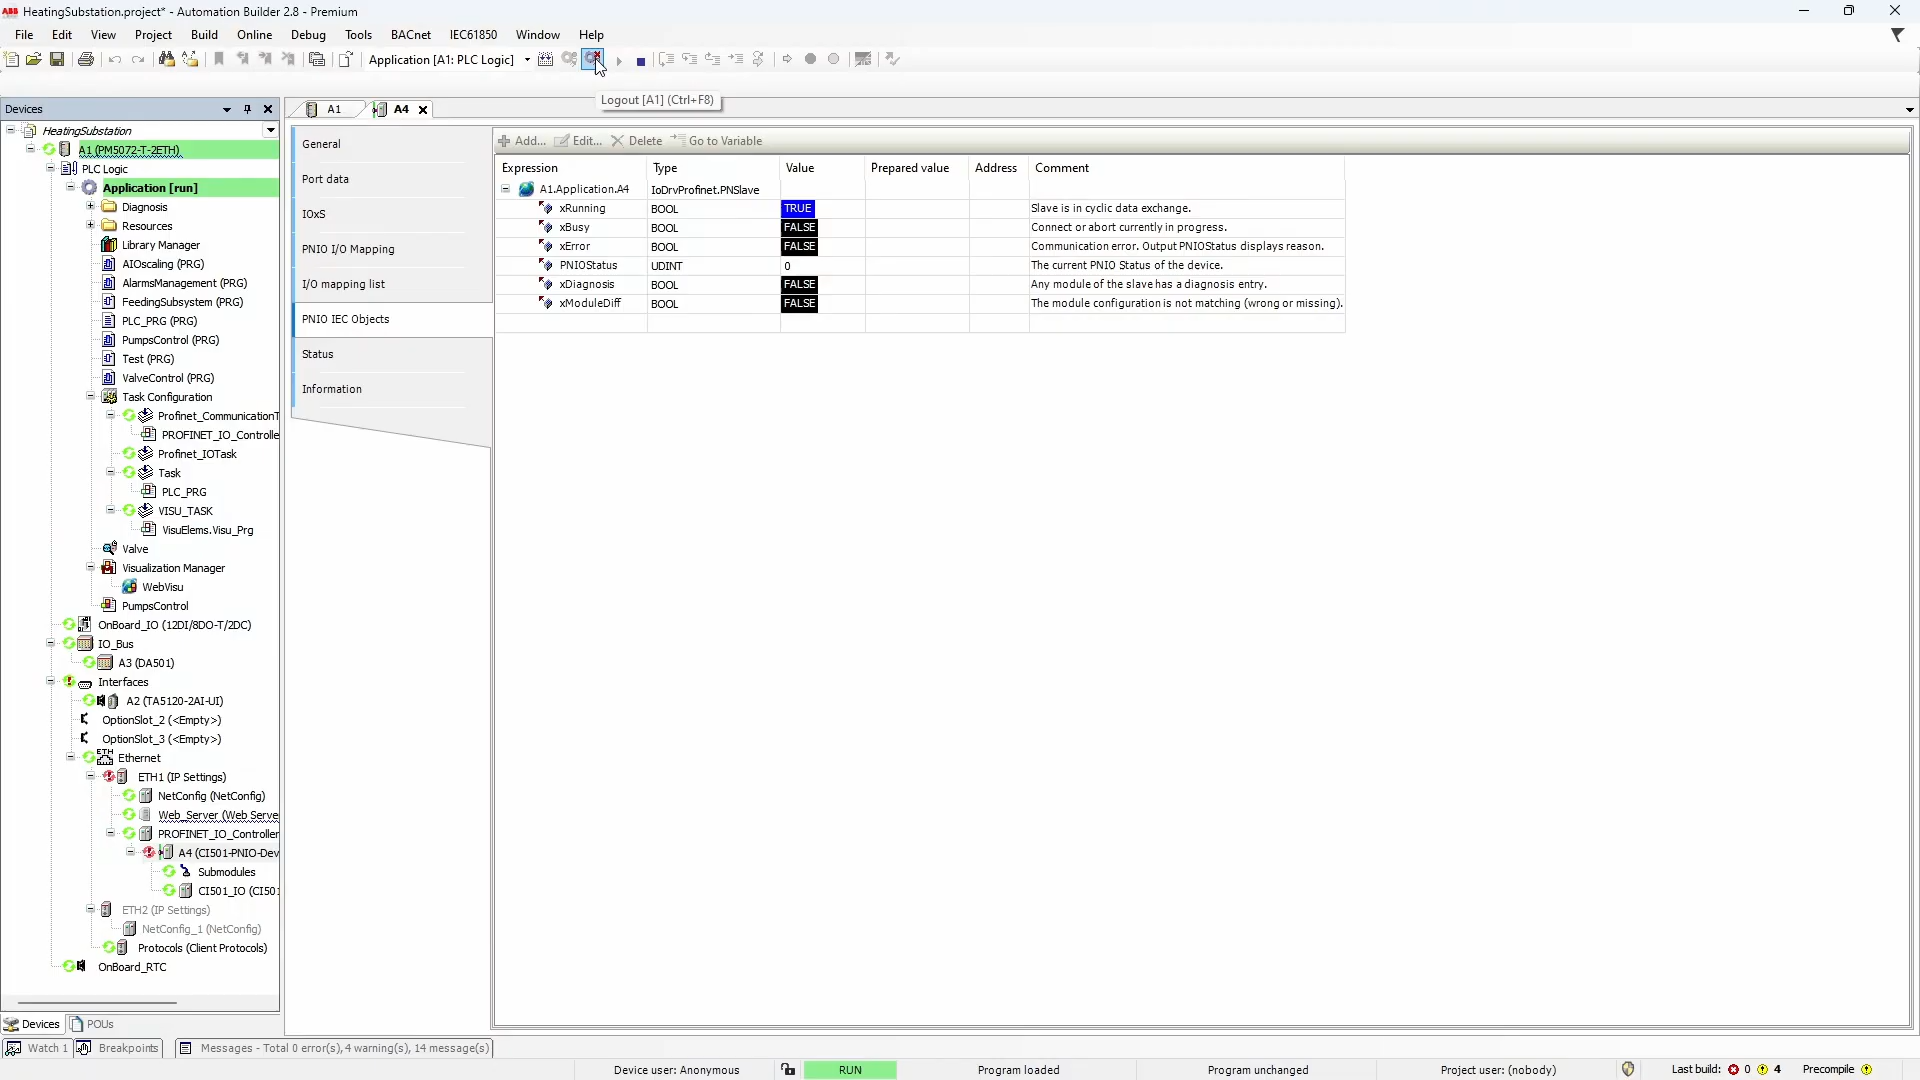 ABB HeatingSubstation.project* - Automation Builder 2.8 - Premium
File Edit View Project Build Online Debug Tools BACnet IEC61850 Window Help
Application [A1: PLC Logic]
Logout [A1] (Ctrl+F8)
Devices
A1 A4
HeatingSubstation
A1 (PM5072-T-2ETH)
PLC Logic
Application [run]
Diagnosis
Resources
Library Manager
AIOscaling (PRG)
AlarmsManagement (PRG)
FeedingSubsystem (PRG)
PLC_PRG (PRG)
PumpsControl (PRG)
Test (PRG)
ValveControl (PRG)
Task Configuration
Profinet_CommunicationT
PROFINET_IO_Controlle
Profinet_IOTask
Task
PLC_PRG
VISU_TASK
VisuElems.Visu_Prg
Valve
Visualization Manager
WebVisu
PumpsControl
OnBoard_IO (12DI/8DO-T/2DC)
IO_Bus
A3 (DA501)
Interfaces
A2 (TA5120-2AI-UI)
OptionSlot_2 (<Empty>)
OptionSlot_3 (<Empty>)
ETH
Ethernet
ETH1 (IP Settings)
NetConfig (NetConfig)
Web_Server (Web Serve
PROFINET_IO_Controller
A4 (CI501-PNIO-Dev
Submodules
CI501_IO (CI501
ETH2 (IP Settings)
NetConfig_1 (NetConfig)
Protocols (Client Protocols)
OnBoard_RTC
Devices POUs
General
Port data
IOxS
PNIO I/O Mapping
I/O mapping list
PNIO IEC Objects
Status
Information
Add... Edit... Delete Go to Variable
Expression Type Value Prepared value Address Comment
A1.Application.A4 IoDrvProfinet.PNSlave
xRunning BOOL TRUE Slave is in cyclic data exchange.
xBusy BOOL FALSE Connect or abort currently in progress.
xError BOOL FALSE Communication error. Output PNIOStatus displays reason.
PNIOStatus UDINT 0 The current PNIO Status of the device.
xDiagnosis BOOL FALSE Any module of the slave has a diagnosis entry.
xModuleDiff BOOL FALSE The module configuration is not matching (wrong or missing).
Watch 1 Breakpoints Messages - Total 0 error(s), 4 warning(s), 14 message(s)
Device user: Anonymous RUN Program loaded Program unchanged Project user: (nobody) Last build: 0 4 Precompile